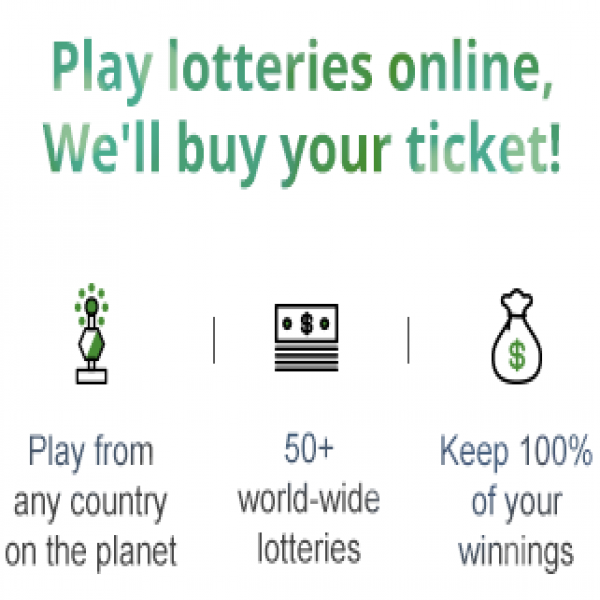 Play lotteries online,
We'll buy your ticket!
$
$
Play from
any country
on the planet
50+
world-wide
lotteries
Keep 100%
of your
winnings